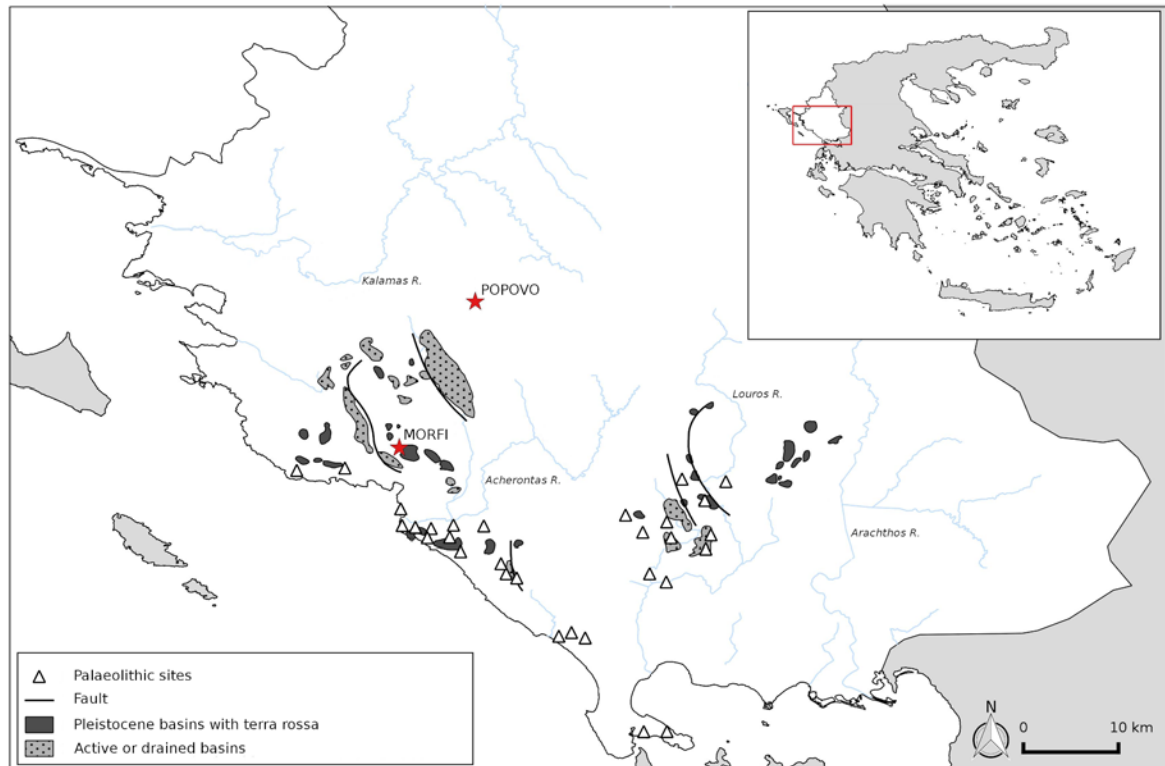 Kalamas R.
POPOVO
MORFI
Acherontas R.
Louros R.
Arachthos R.
Palaeolithic sites
Fault
Pleistocene basins with terra rossa
Active or drained basins
N
0 10 km